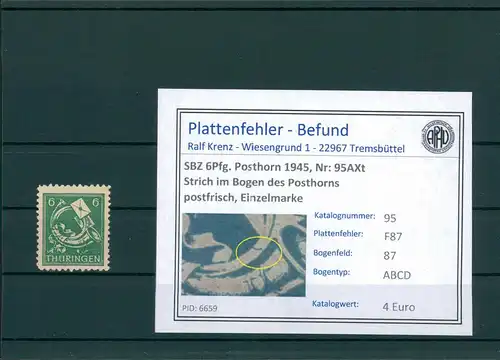 6 6
THÜRINGEN
Plattenfehler - Befund
Ralf Krenz - Wiesengrund 1 - 22967 Tremsbüttel
SBZ 6Pfg. Posthorn 1945, Nr: 95AXt
Strich im Bogen des Posthorns
postfrisch, Einzelmarke
Katalognummer: 95
Plattenfehler: F87
Bogenfeld: 87
Bogentyp: ABCD
Katalogwert: 4 Euro
PID: 6659